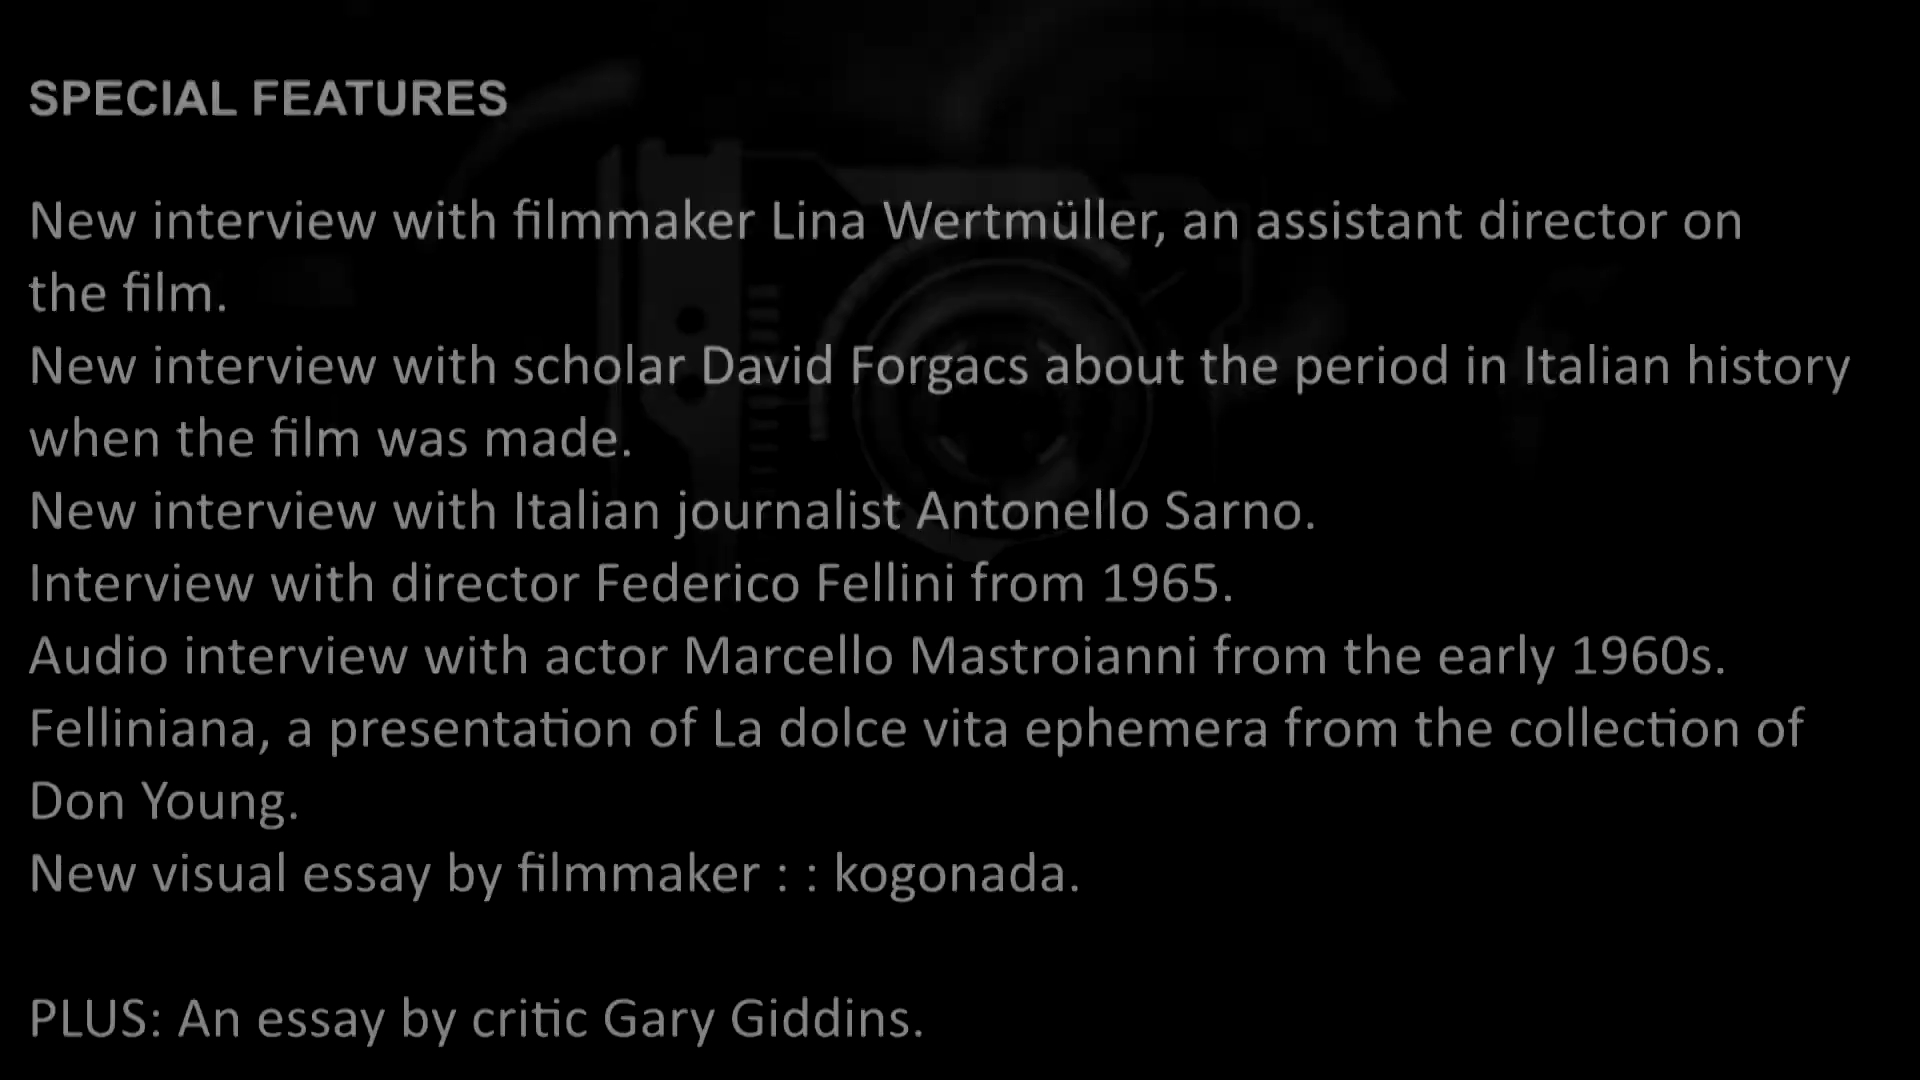 SPECIAL FEATURES
New interview with filmmaker Lina Wertmüller, an assistant director on
the film.
New interview with scholar David Forgacs about the period in Italian history
when the film was made.
New interview with Italian journalist Antonello Sarno.
Interview with director Federico Fellini from 1965.
Audio interview with actor Marcello Mastroianni from the early 1960s.
Felliniana, a presentation of La dolce vita ephemera from the collection of
Don Young.
New visual essay by filmmaker : : kogonada.
PLUS: An essay by critic Gary Giddins.